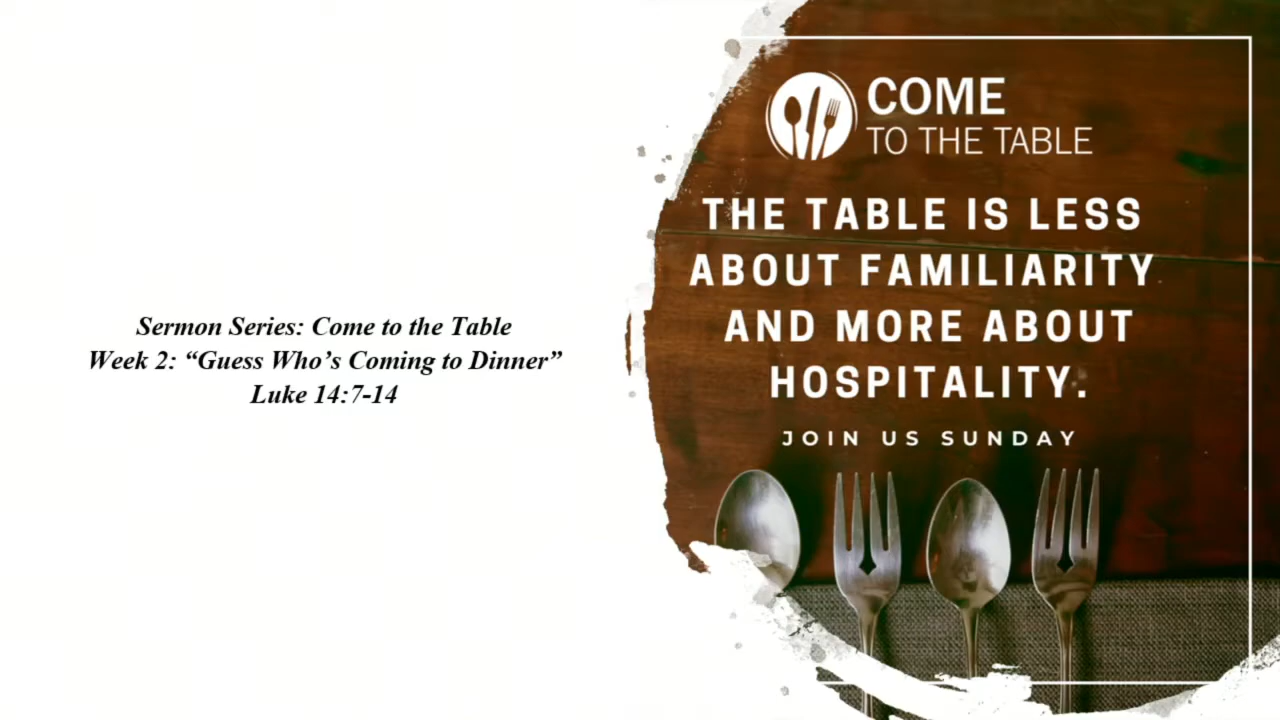 Sermon Series: Come to the Table
Week 2: “Guess Who’s Coming to Dinner”
Luke 14:7-14
COME
TO THE TABLE
THE TABLE IS LESS
ABOUT FAMILIARITY
AND MORE ABOUT
HOSPITALITY.
JOIN US SUNDAY